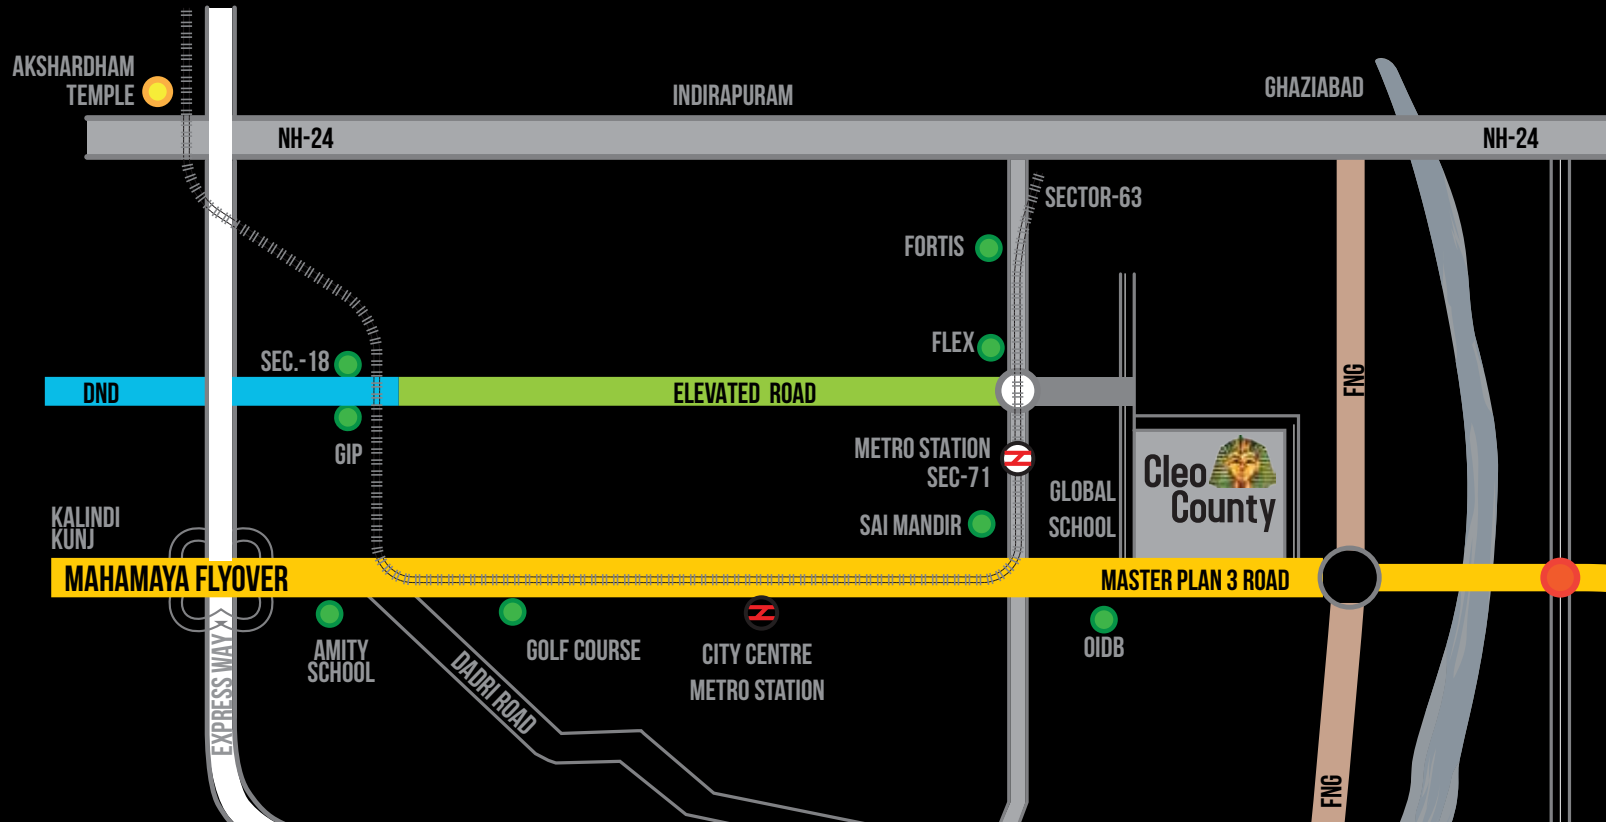 AKSHARDHAM
TEMPLE
INDIRAPURAM
GHAZIABAD
NH-24
NH-24
SECTOR-63
FORTIS
FLEX
SEC.-18
DND
ELEVATED ROAD
FNG
GIP
METRO STATION
SEC-71
Cleo
County
GLOBAL
SCHOOL
SAI MANDIR
KALINDI
KUNJ
MAHAMAYA FLYOVER
MASTER PLAN 3 ROAD
AMITY
SCHOOL
GOLF COURSE
CITY CENTRE
METRO STATION
OIDB
EXPRESS WAY
DADRI ROAD
FNG